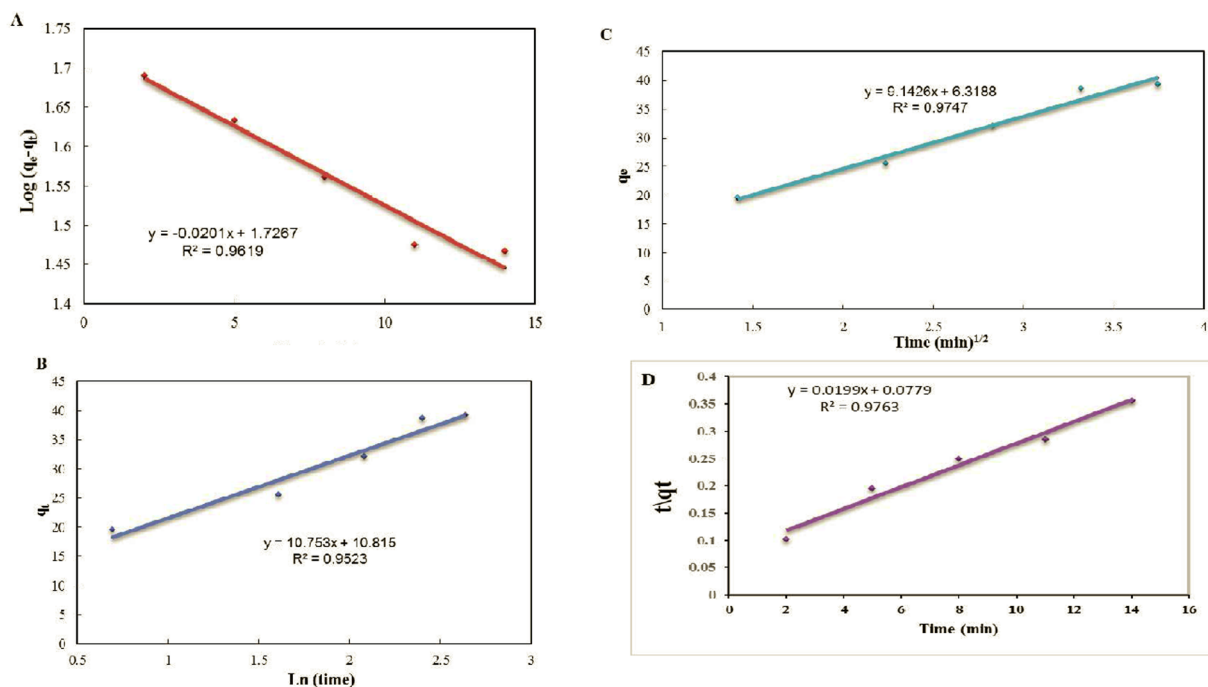 A
Log (qe-qt)
1.7
1.7
1.65
1.6
1.55
1.5
1.45
1.4
y = -0.0201x + 1.7267
R² = 0.9619
0 5 10 15
B
qt
45
40
35
30
25
20
15
10
5
0
y = 10.753x + 10.815
R² = 0.9523
0.5 1 1.5 2 2.5 3
Ln (time)
C
qe
45
40
35
30
25
20
15
10
5
0
y = 9.1426x + 6.3188
R² = 0.9747
1 1.5 2 2.5 3 3.5 4
Time (min)1/2
D
t\qt
0.4
0.35
0.3
0.25
0.2
0.15
0.1
0.05
0
y = 0.0199x + 0.0779
R² = 0.9763
0 2 4 6 8 10 12 14 16
Time (min)